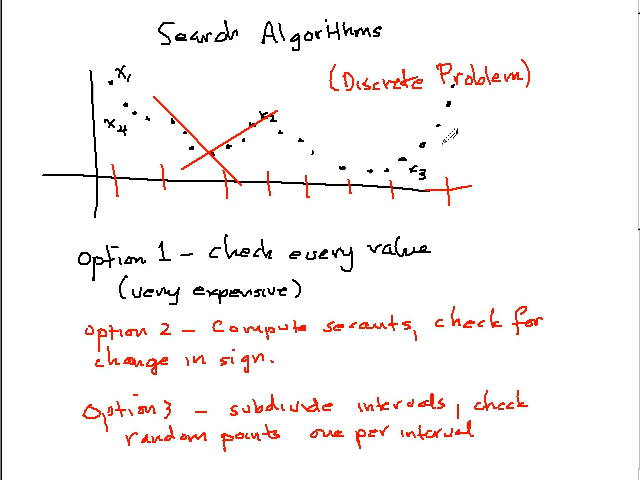 Search Algorithms
(Discrete Problem)
x1
x4
x2
x3
Option 1 - check every value
(very expensive)
Option 2 - Compute secants, check for
change in sign.
Option 3 - subdivide intervals, check
random points one per interval